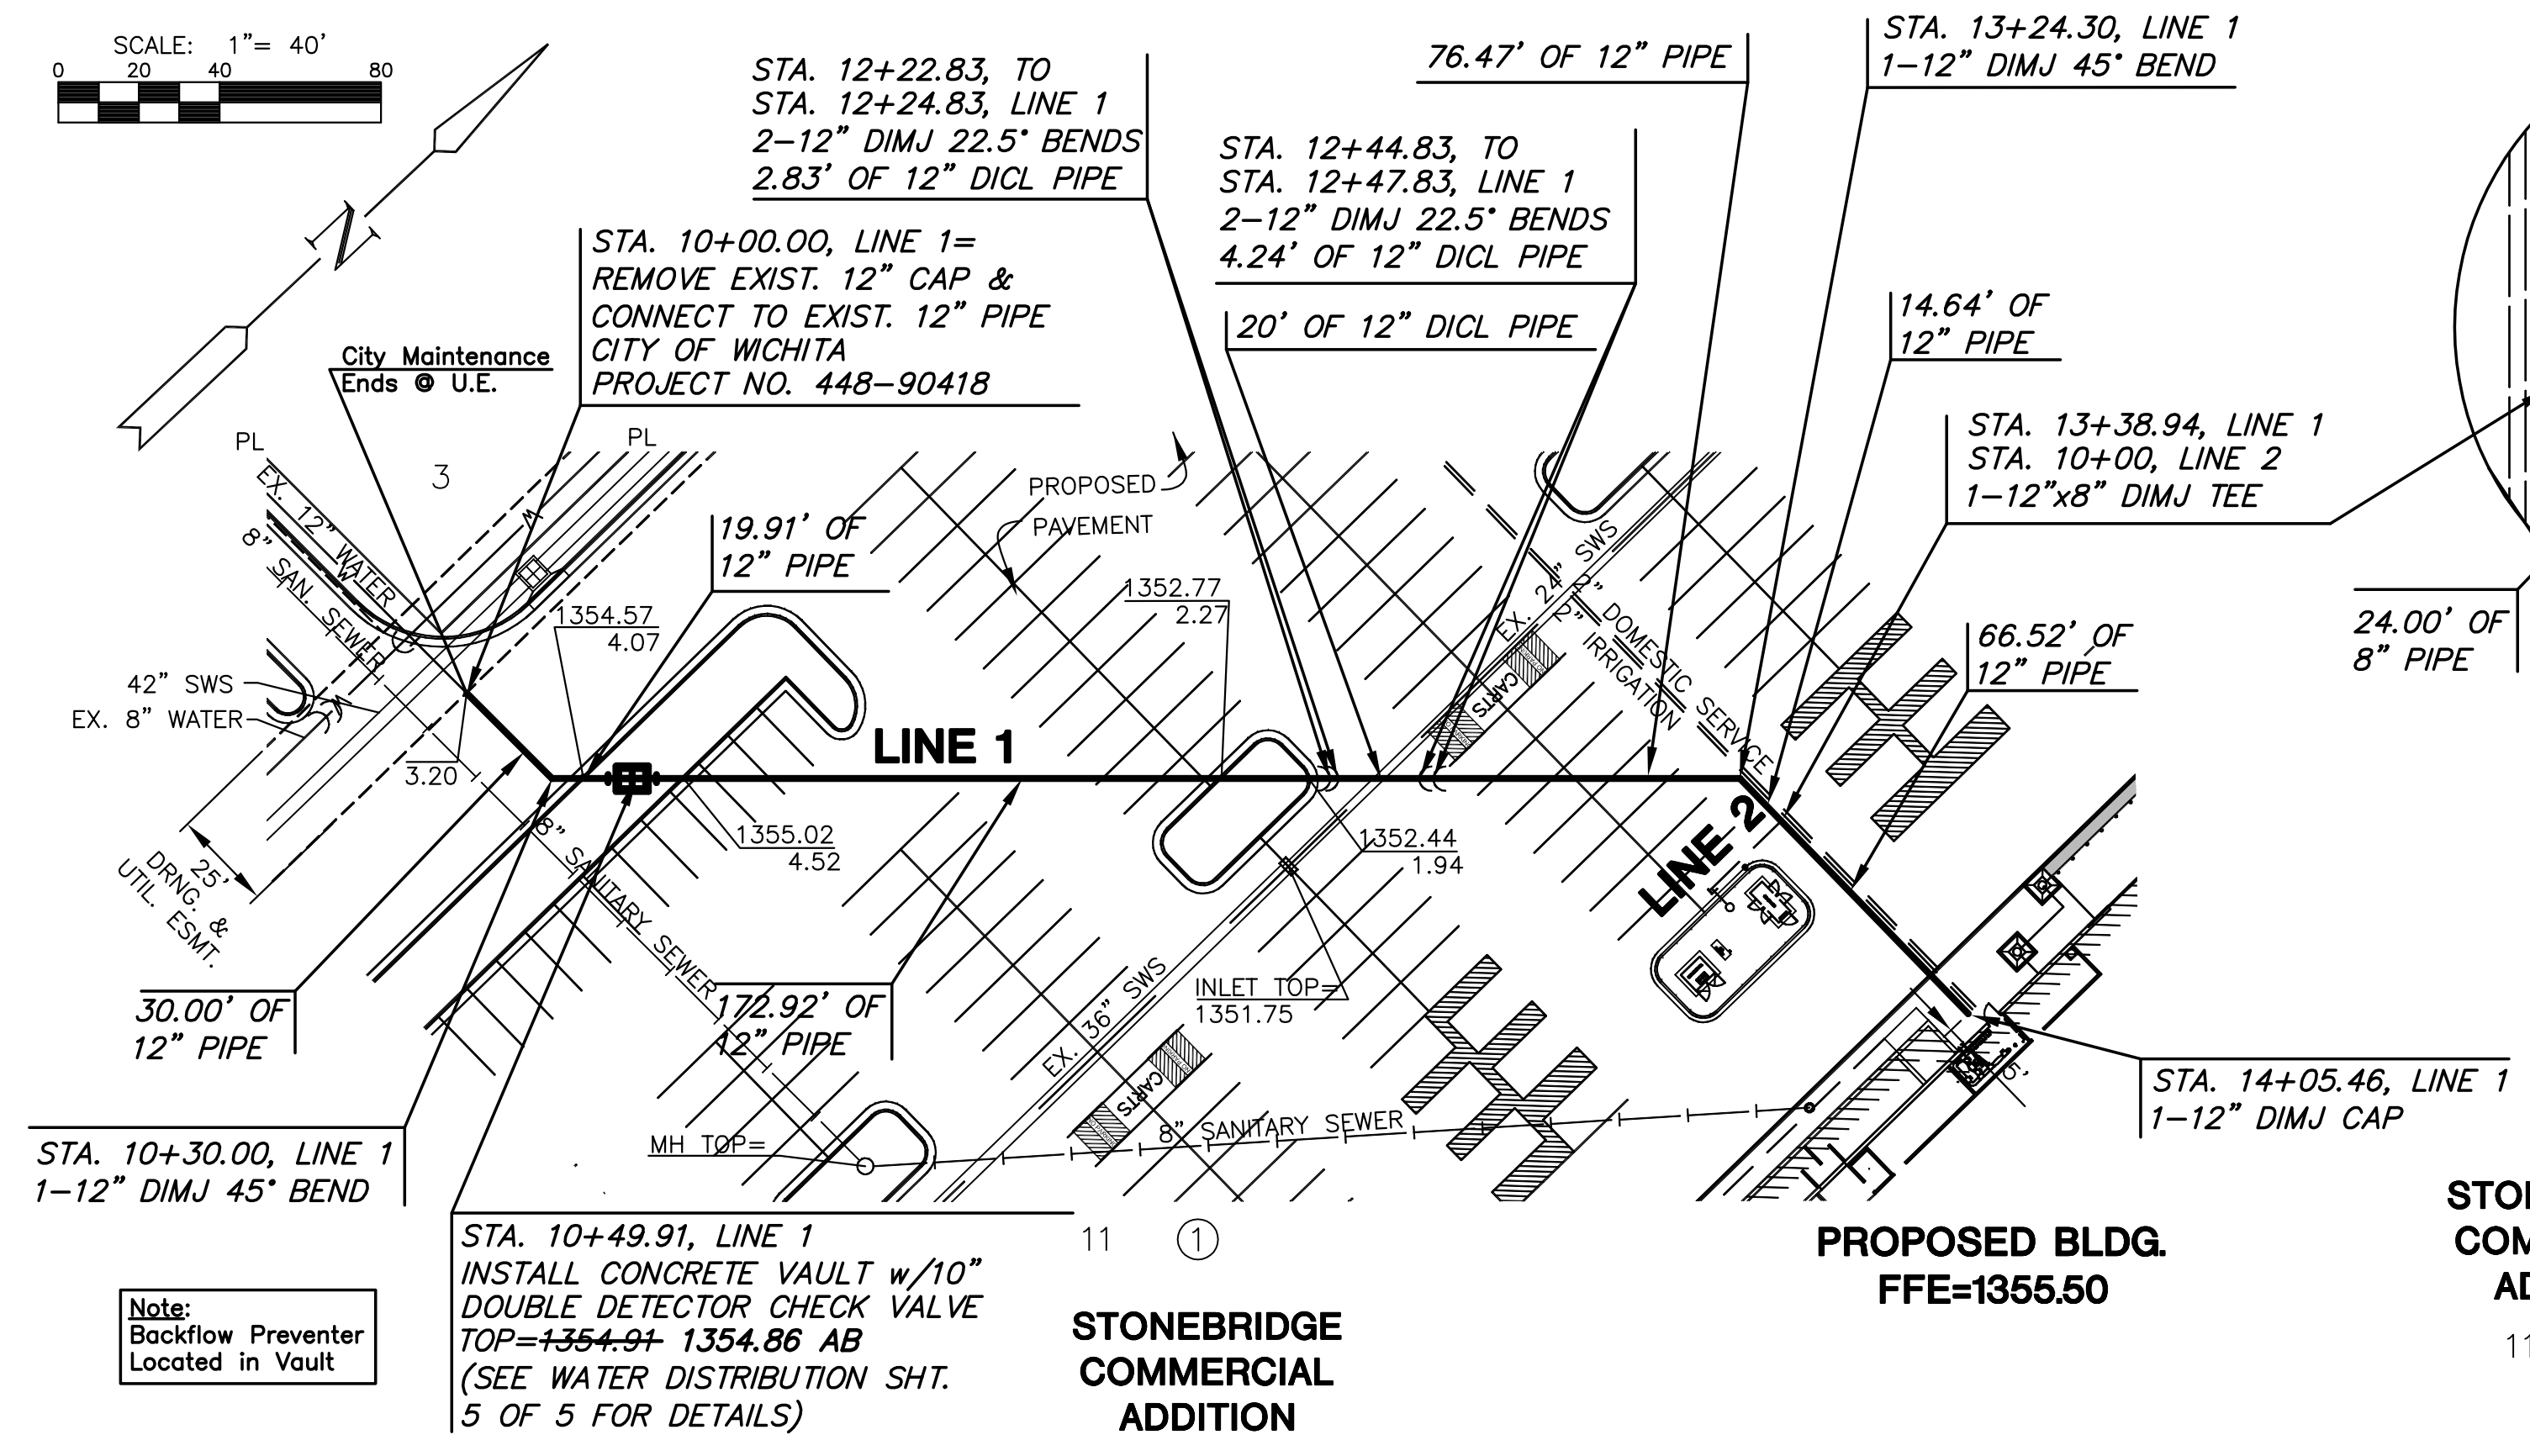 SCALE: 1"= 40'
0 20 40 80
N
STA. 12+22.83, TO
STA. 12+24.83, LINE 1
2-12" DIMJ 22.5° BENDS
2.83' OF 12" DICL PIPE
76.47' OF 12" PIPE
STA. 13+24.30, LINE 1
1-12" DIMJ 45° BEND
STA. 12+44.83, TO
STA. 12+47.83, LINE 1
2-12" DIMJ 22.5° BENDS
4.24' OF 12" DICL PIPE
STA. 10+00.00, LINE 1=
REMOVE EXIST. 12" CAP &
CONNECT TO EXIST. 12" PIPE
CITY OF WICHITA
PROJECT NO. 448-90418
City Maintenance
Ends @ U.E.
20' OF 12" DICL PIPE
14.64' OF
12" PIPE
STA. 13+38.94, LINE 1
STA. 10+00, LINE 2
1-12"x8" DIMJ TEE
PL
PL
3
EX. 12" WATER
W
W
8" SAN. SEWER
PROPOSED
PAVEMENT
19.91' OF
12" PIPE
1354.57
4.07
1352.77
2.27
EX. 24" SWS
2" DOMESTIC SERVICE
2" IRRIGATION
CARTS
66.52' OF
12" PIPE
24.00' OF
8" PIPE
42" SWS
EX. 8" WATER
W
3.20
LINE 1
LINE 2
1355.02
4.52
1352.44
1.94
25'
DRNG. &
UTIL. ESMT.
8" SANITARY SEWER
30.00' OF
12" PIPE
172.92' OF
12" PIPE
EX. 36" SWS
INLET TOP=
1351.75
CARTS
5'
STA. 14+05.46, LINE 1
1-12" DIMJ CAP
MH TOP=
8" SANITARY SEWER
STA. 10+30.00, LINE 1
1-12" DIMJ 45° BEND
STA. 10+49.91, LINE 1
INSTALL CONCRETE VAULT w/10"
DOUBLE DETECTOR CHECK VALVE
TOP=1354.91 1354.86 AB
(SEE WATER DISTRIBUTION SHT.
5 OF 5 FOR DETAILS)
11 1
Note:
Backflow Preventer
Located in Vault
STONEBRIDGE
COMMERCIAL
ADDITION
PROPOSED BLDG.
FFE=1355.50
11